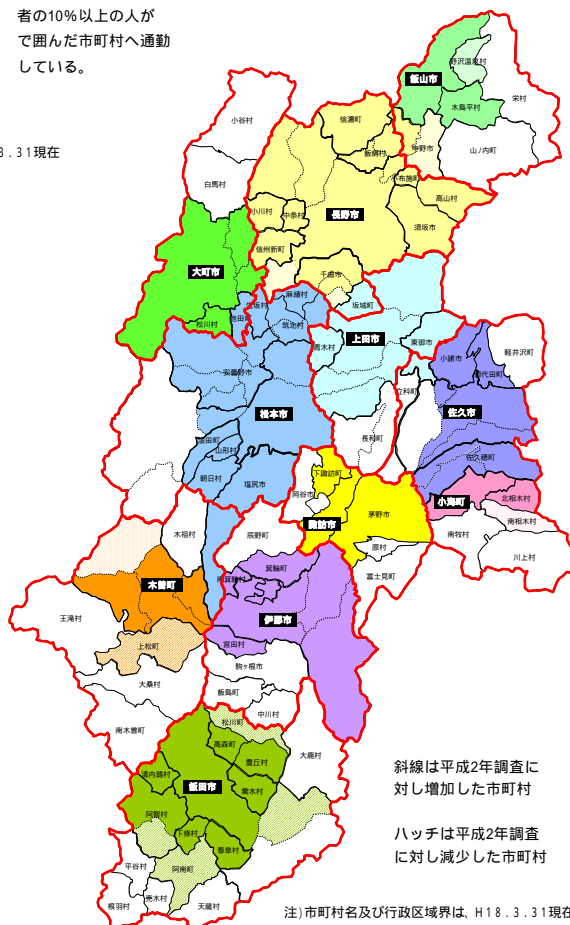 者の10%以上の人が
で囲んだ市町村へ通勤
している。
3.31現在
飯山市
野沢温泉村
木島平村
栄村
小谷村
信濃町
飯綱町
中野市
山ノ内町
白馬村
小布施町
高山村
小川村
中条村
長野市
須坂市
信州新町
千曲市
大町市
坂城町
生坂村
麻績村
池田町
筑北村
松川村
上田市
青木村
東御市
小諸市
御代田町
軽井沢町
安曇野市
立科町
松本市
佐久市
波田町
長和町
山形村
佐久穂町
朝日村
塩尻市
下諏訪町
岡谷市
小海町
北相木村
諏訪市
茅野市
南相木村
木祖村
辰野町
南牧村
川上村
原村
富士見町
箕輪町
南箕輪村
木曽町
王滝村
伊那市
上松町
宮田村
駒ヶ根市
大桑村
飯島町
中川村
南木曽町
松川町
高森町
大鹿村
豊丘村
清内路村
飯田市
喬木村
阿智村
下條村
泰阜村
平谷村
阿南町
売木村
根羽村
天龍村
斜線は平成2年調査に
対し増加した市町村
ハッチは平成2年調査
に対し減少した市町村
注)市町村名及び行政区域界は、H18.3.31現在